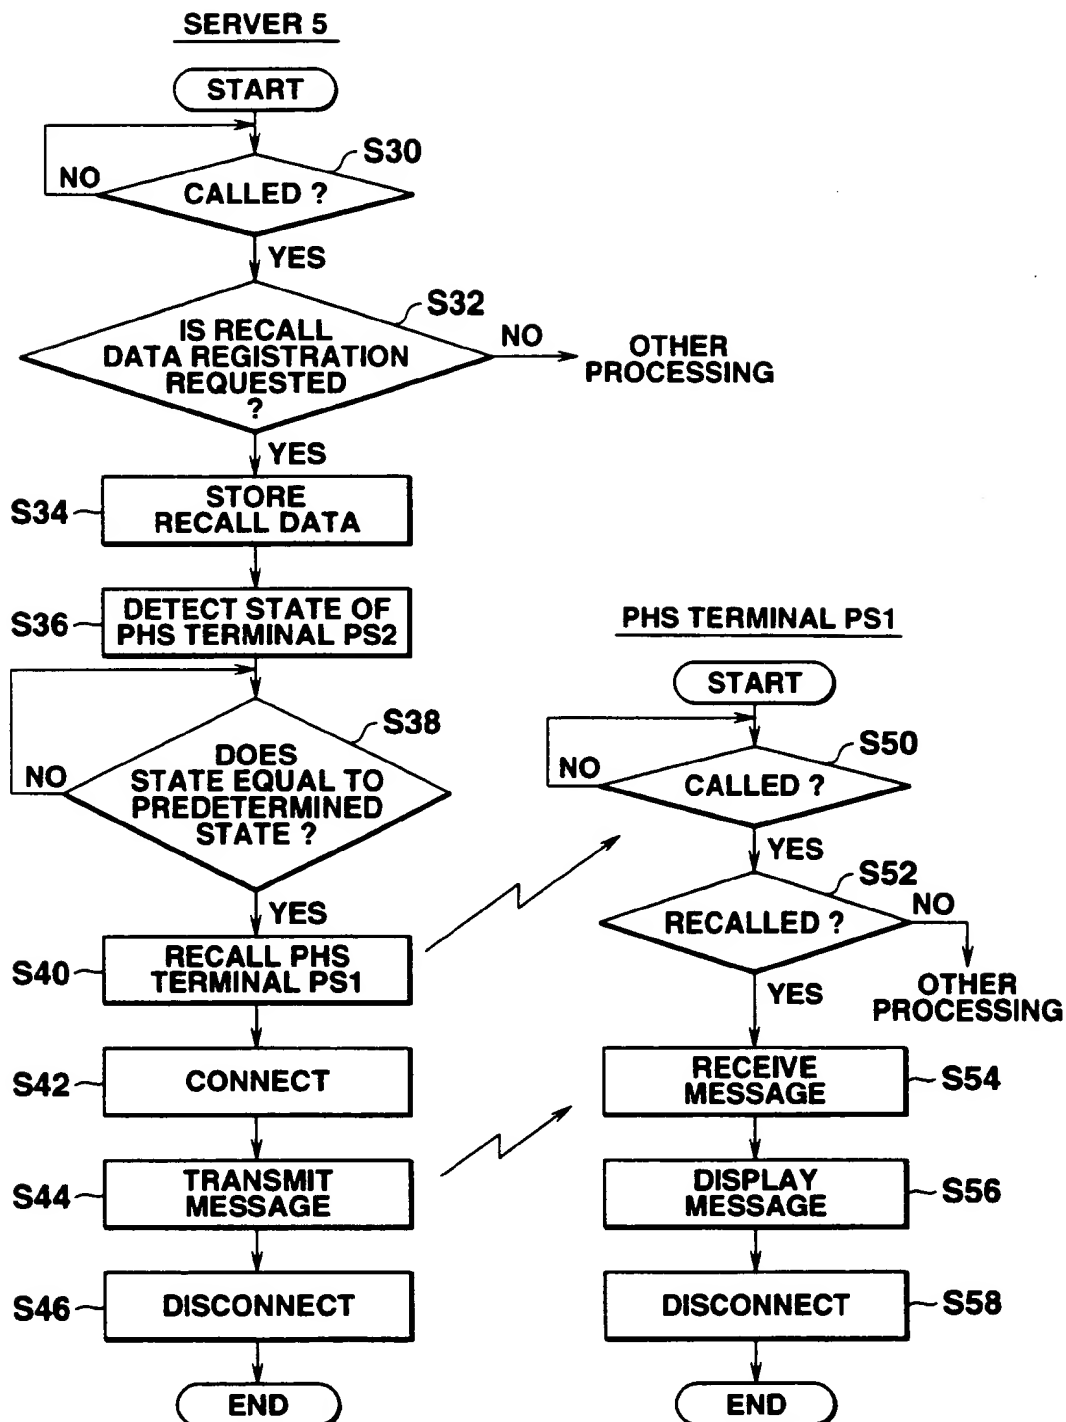 SERVER 5
START
S30
NO
CALLED ?
YES
S32
IS RECALL
DATA REGISTRATION
REQUESTED
?
NO
OTHER
PROCESSING
YES
S34
STORE
RECALL DATA
S36
DETECT STATE OF
PHS TERMINAL PS2
S38
NO
DOES
STATE EQUAL TO
PREDETERMINED
STATE ?
YES
S40
RECALL PHS
TERMINAL PS1
S42
CONNECT
S44
TRANSMIT
MESSAGE
S46
DISCONNECT
END
PHS TERMINAL PS1
START
S50
NO
CALLED ?
YES
S52
RECALLED ?
NO
OTHER
PROCESSING
YES
RECEIVE
MESSAGE
S54
DISPLAY
MESSAGE
S56
DISCONNECT
S58
END